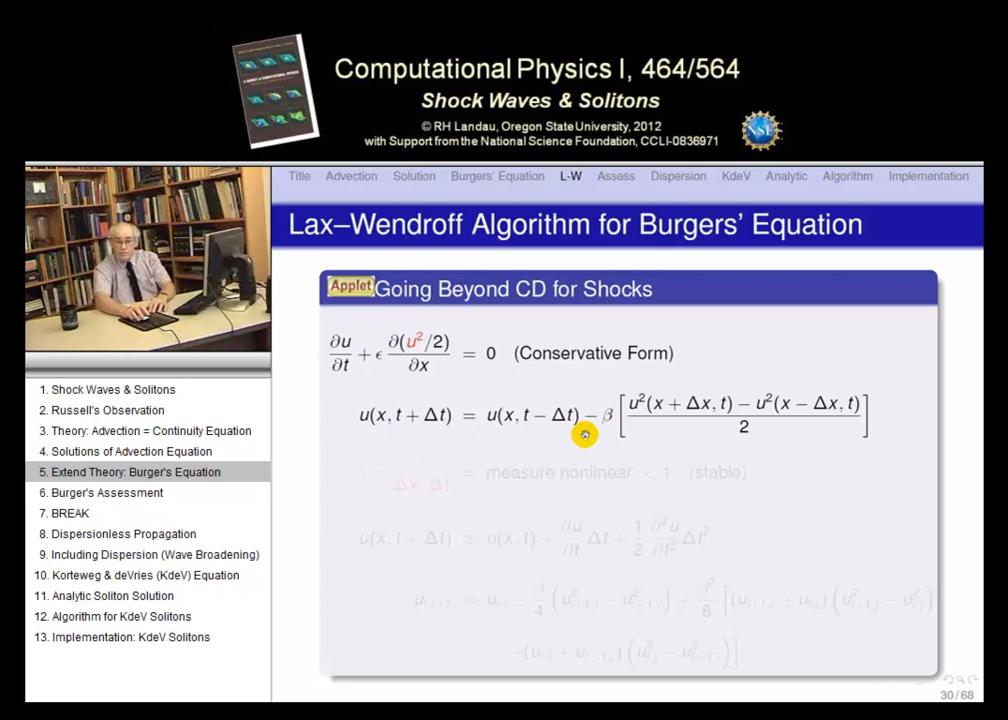 Computational Physics I, 464/564
Shock Waves & Solitons
© RH Landau, Oregon State University, 2012
with Support from the National Science Foundation, CCLI-0836971
NSF
Title Advection Solution Burgers' Equation L-W Assess Dispersion KdeV Analytic Algorithm Implementation
Lax–Wendroff Algorithm for Burgers' Equation
Applet Going Beyond CD for Shocks
∂u/∂t + ε ∂(u²/2)/∂x = 0 (Conservative Form)
u(x, t + Δt) = u(x, t − Δt) − β [u²(x + Δx, t) − u²(x − Δx, t) / 2]
= measure nonlinear < 1 (stable)
1. Shock Waves & Solitons
2. Russell's Observation
3. Theory: Advection = Continuity Equation
4. Solutions of Advection Equation
5. Extend Theory: Burger's Equation
6. Burger's Assessment
7. BREAK
8. Dispersionless Propagation
9. Including Dispersion (Wave Broadening)
10. Korteweg & deVries (KdeV) Equation
11. Analytic Soliton Solution
12. Algorithm for KdeV Solitons
13. Implementation: KdeV Solitons
30/68